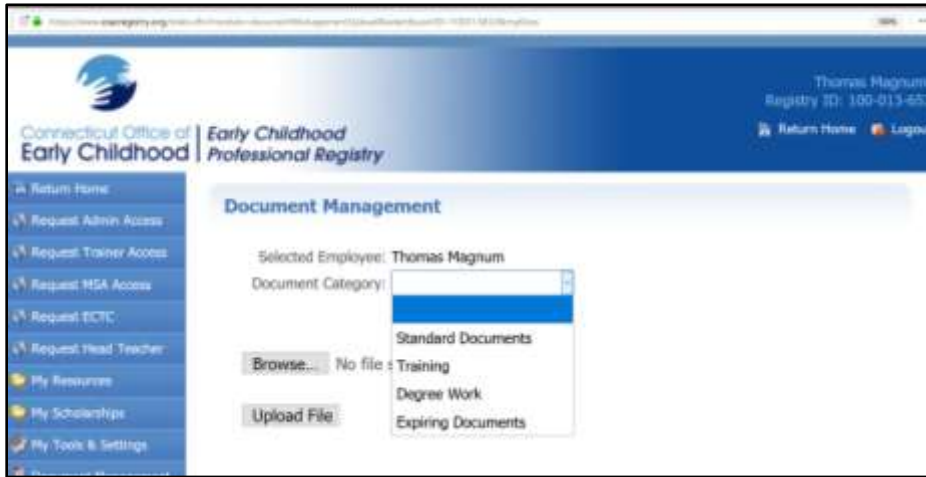 Thomas Magnum
Registry ID: 100-013-65
Return Home Logou
Connecticut Office of
Early Childhood
Early Childhood
Professional Registry
Return Home
Request Admin Access
Request Trainer Access
Request MSA Access
Request ECTC
Request Head Teacher
My Resources
My Scholarships
My Tools & Settings
Document Management
Document Management
Selected Employee: Thomas Magnum
Document Category:
Standard Documents
Training
Degree Work
Expiring Documents
Browse... No file s
Upload File